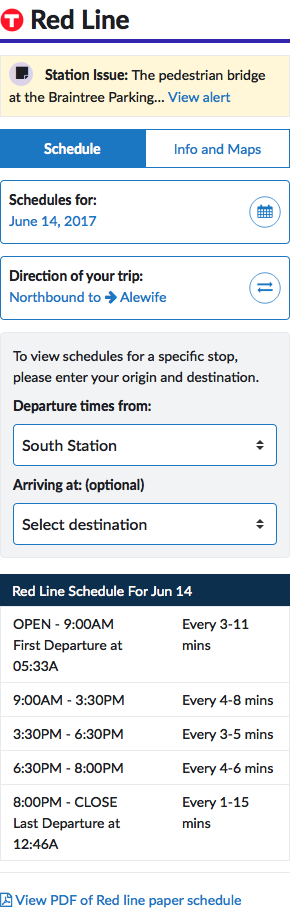 T Red Line
Station Issue: The pedestrian bridge
at the Braintree Parking... View alert
Schedule
Info and Maps
Schedules for:
June 14, 2017
Direction of your trip:
Northbound to → Alewife
To view schedules for a specific stop,
please enter your origin and destination.
Departure times from:
South Station
Arriving at: (optional)
Select destination
Red Line Schedule For Jun 14
OPEN - 9:00AM Every 3-11
First Departure at mins
05:33A
9:00AM - 3:30PM Every 4-8 mins
3:30PM - 6:30PM Every 3-5 mins
6:30PM - 8:00PM Every 4-6 mins
8:00PM - CLOSE Every 1-15
Last Departure at mins
12:46A
View PDF of Red line paper schedule